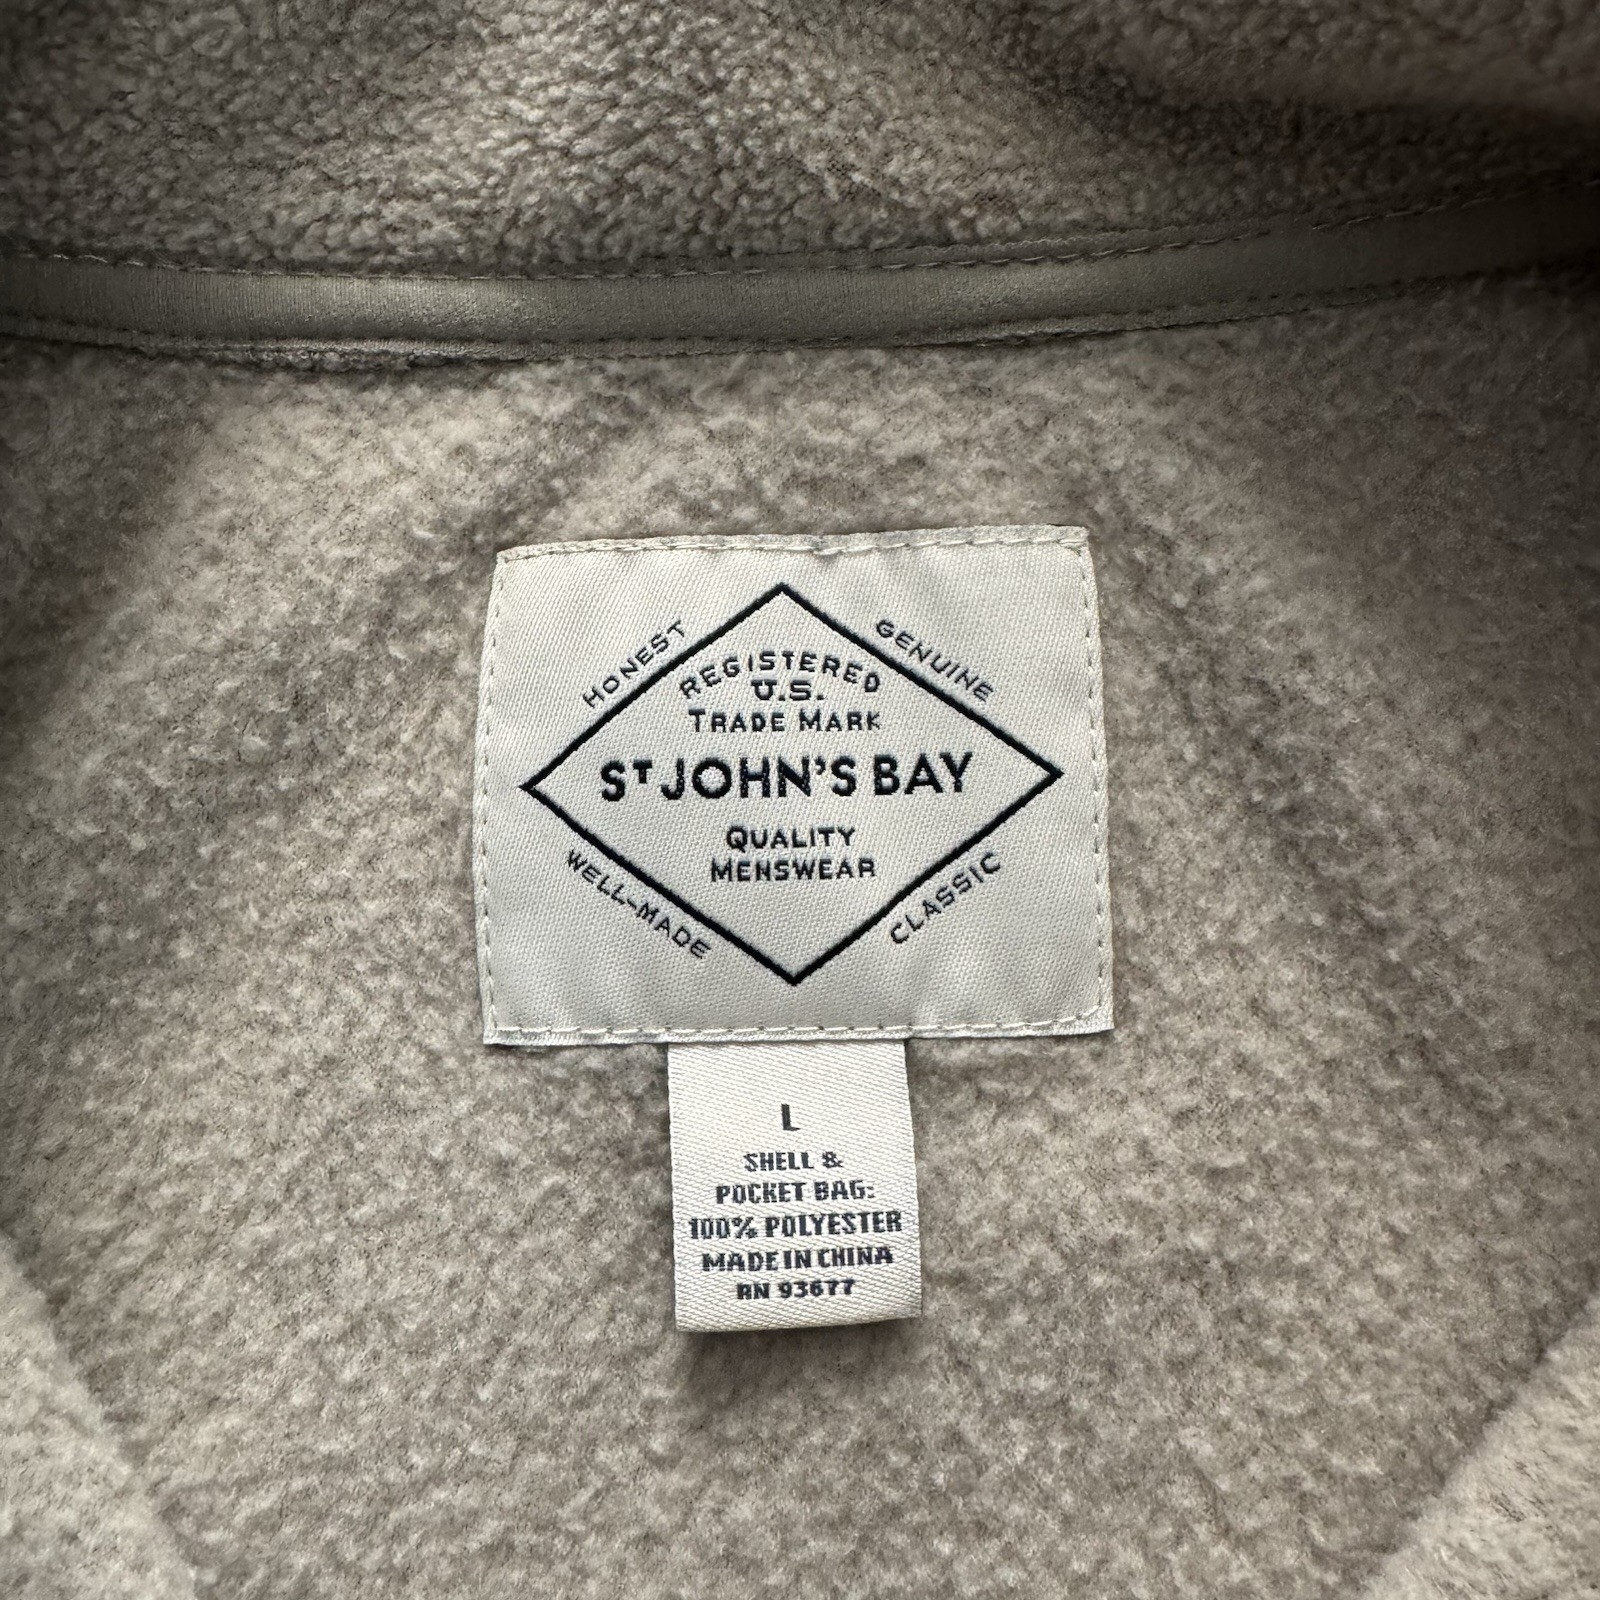 HONEST
GENUINE
REGISTERED
U.S.
TRADE MARK
ST JOHN'S BAY
QUALITY
MENSWEAR
WELL-MADE
CLASSIC
L
SHELL &
POCKET BAG:
100% POLYESTER
MADE IN CHINA
RN 93677